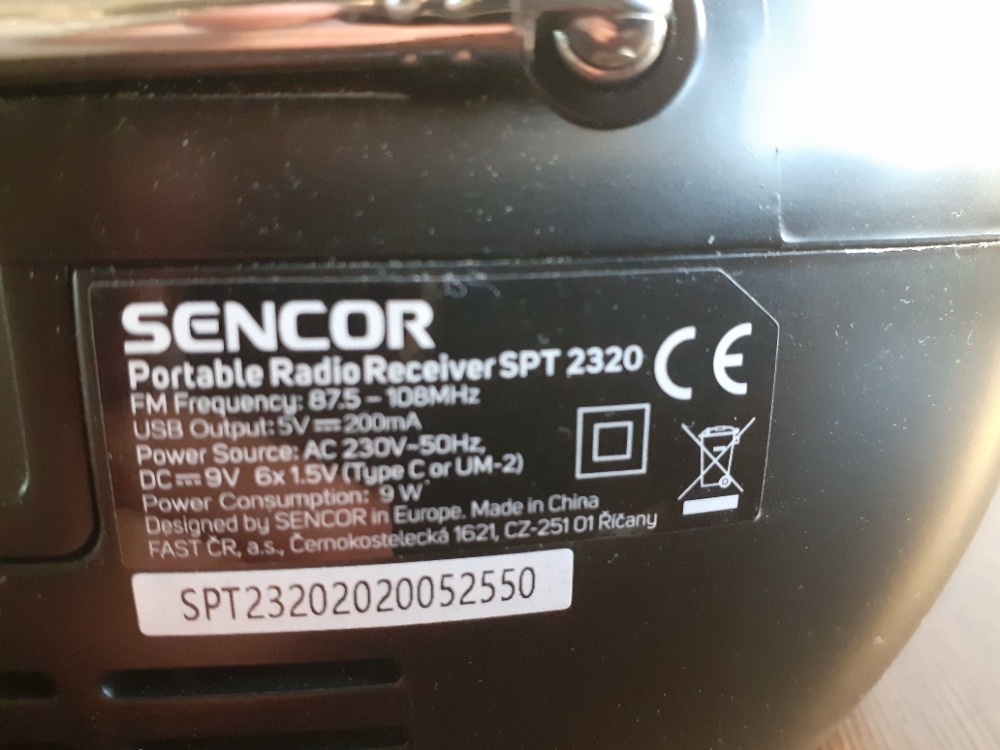 SENCOR
Portable Radio Receiver SPT 2320
FM Frequency: 87.5 – 108MHz
USB Output: 5V ⎓ 200mA
Power Source: AC 230V~50Hz,
DC ⎓ 9V 6x 1.5V (Type C or UM-2)
Power Consumption: 9 W
Designed by SENCOR in Europe. Made in China
FAST ČR, a.s., Černokostelecká 1621, CZ-251 01 Říčany
CE
SPT23202020052550